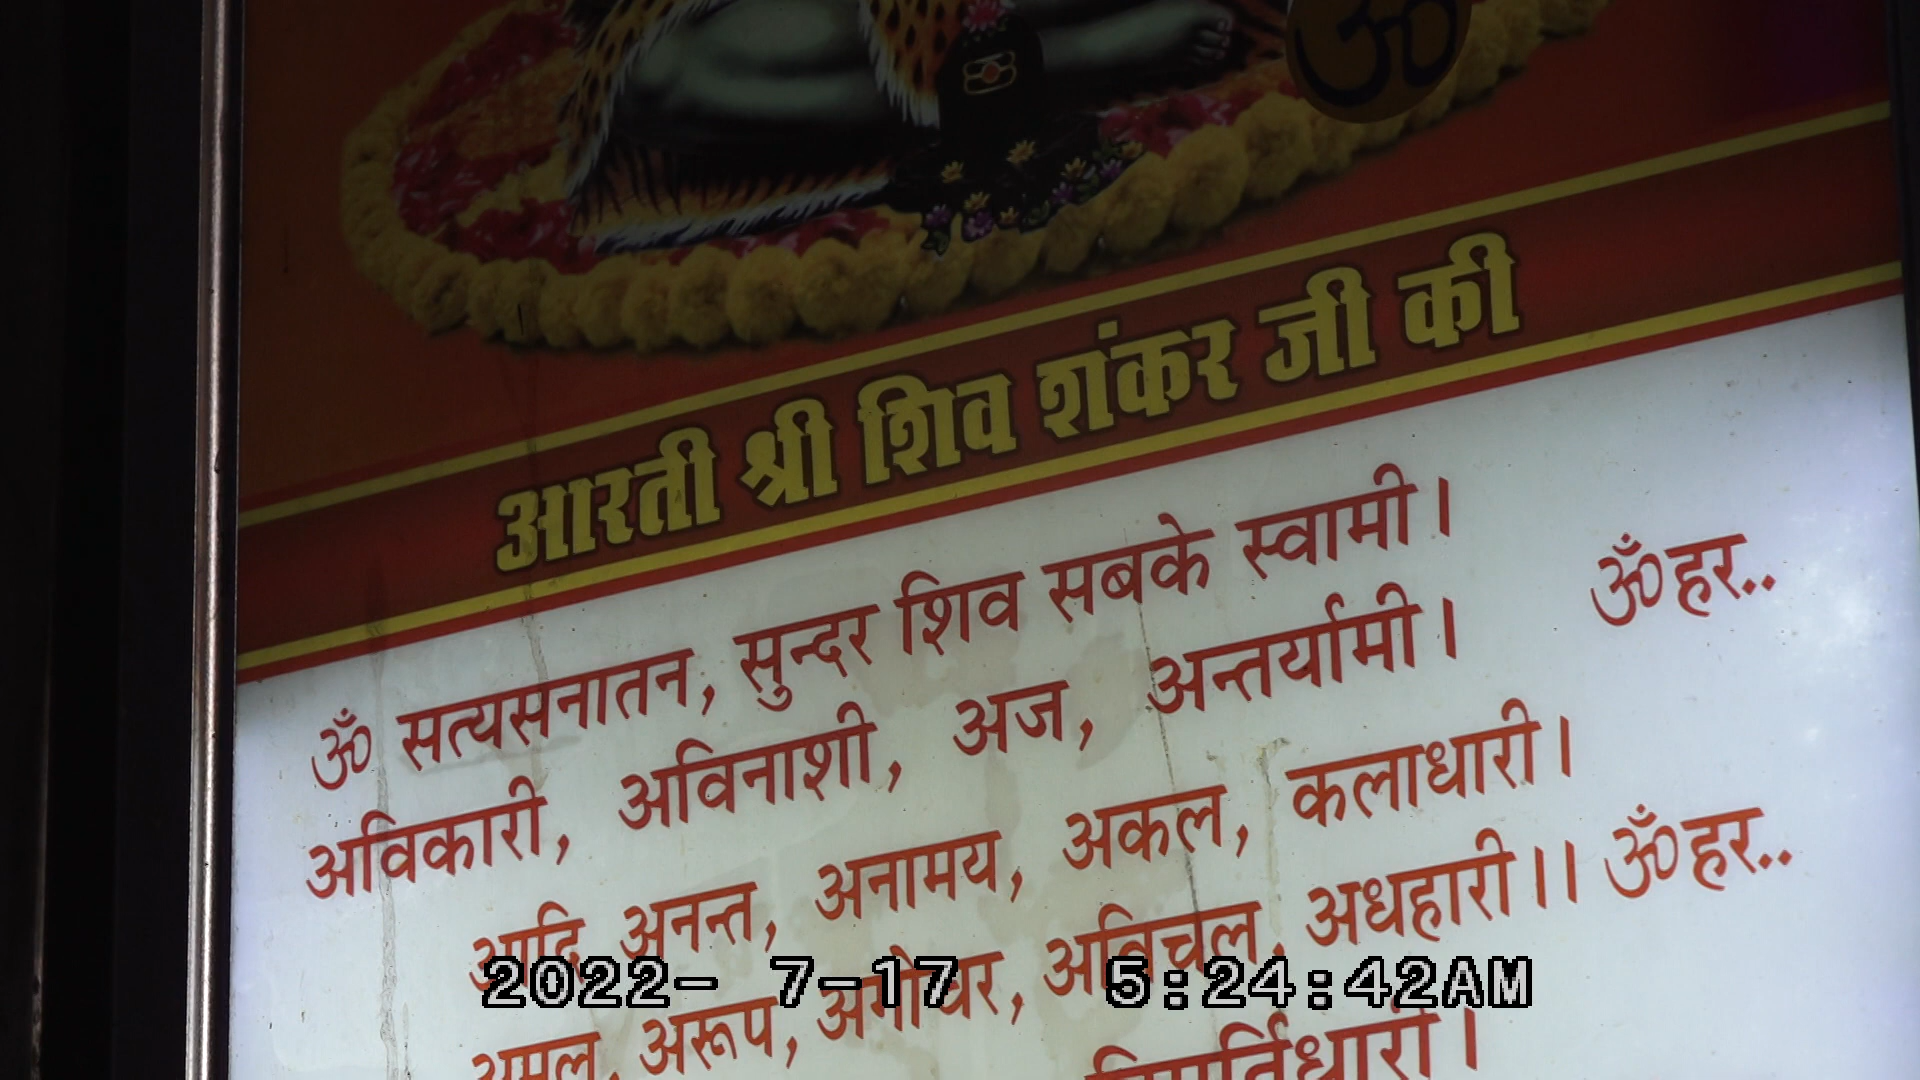 ॐ
आरती श्री शिव शंकर जी की
ॐ सत्यसनातन, सुन्दर शिव सबके स्वामी।
अविकारी, अविनाशी, अज, अन्तर्यामी। ॐ हर..
आदि अनन्त, अनामय, अकल, कलाधारी।
अमल, अरूप, अगोचर, अविचल, अधहारी।। ॐ हर..
त्रिमूर्तिधारी।
2022- 7-17 5:24:42AM